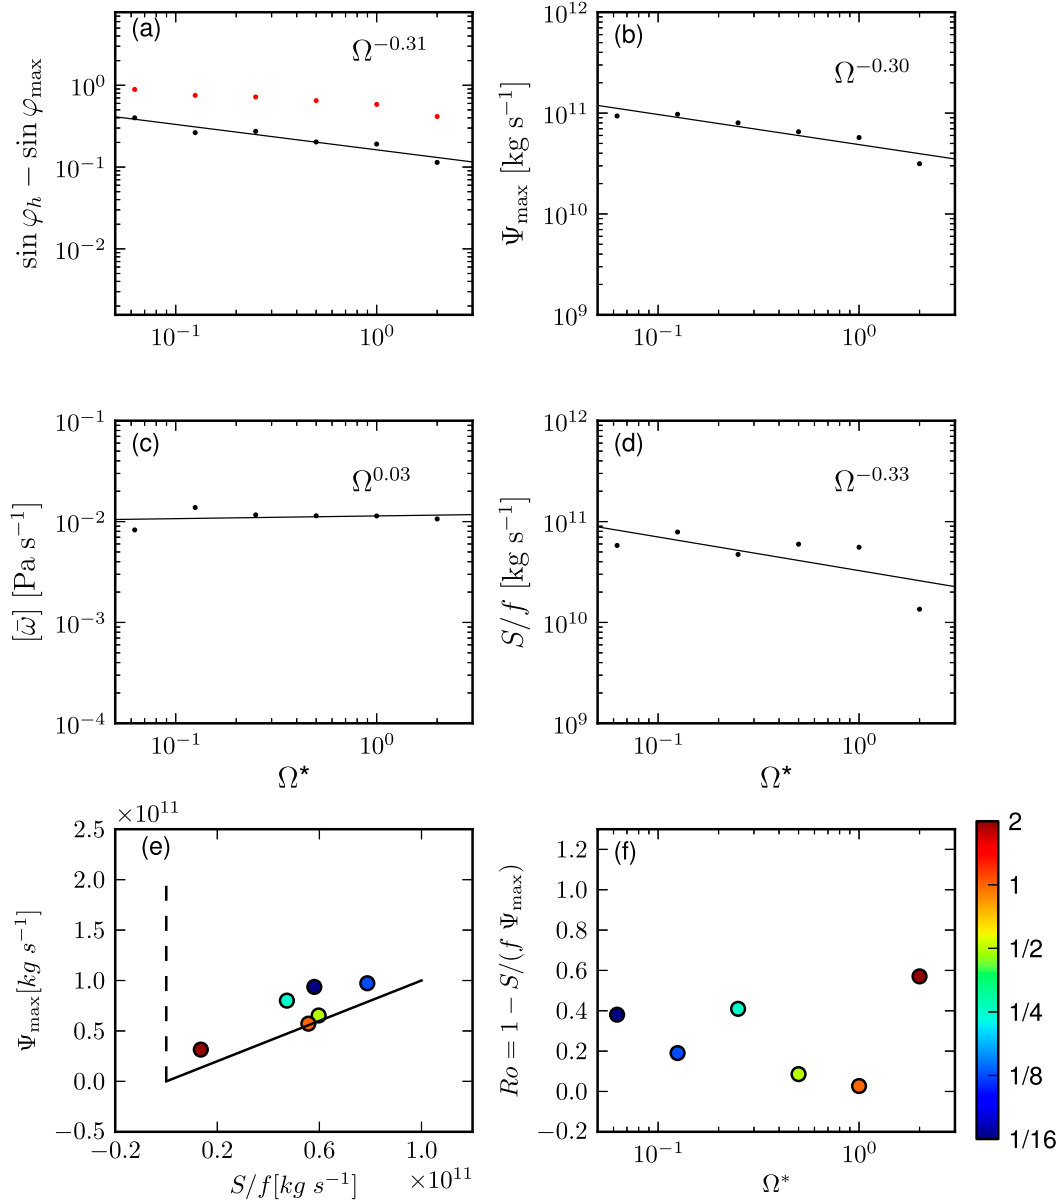 (a)
Ω^−0.31
10^0
10^−1
10^−2
sin φ_h − sin φ_max
10^−1
10^0
(b)
Ω^−0.30
10^12
10^11
10^10
10^9
Ψ_max [kg s^−1]
10^−1
10^0
(c)
Ω^0.03
10^−1
10^−2
10^−3
10^−4
[ω̄] [Pa s^−1]
10^−1
10^0
Ω*
(d)
Ω^−0.33
10^12
10^11
10^10
10^9
S/f [kg s^−1]
10^−1
10^0
Ω*
×10^11
(e)
2.5
2.0
1.5
1.0
0.5
0.0
−0.5
Ψ_max[kg s^−1]
−0.2
0.2
0.6
1.0
×10^11
S/f[kg s^−1]
(f)
1.2
1.0
0.8
0.6
0.4
0.2
0.0
−0.2
Ro = 1 − S/(f Ψ_max)
10^−1
10^0
Ω*
2
1
1/2
1/4
1/8
1/16